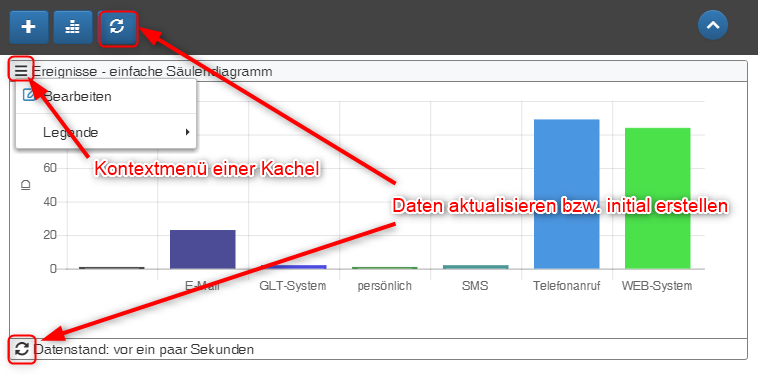 Ereignisse - einfache Säulendiagramm
Bearbeiten
Legende
Kontextmenü einer Kachel
Daten aktualisieren bzw. initial erstellen
ID
60
40
20
0
E-Mail
GLT-System
persönlich
SMS
Telefonanruf
WEB-System
Datenstand: vor ein paar Sekunden